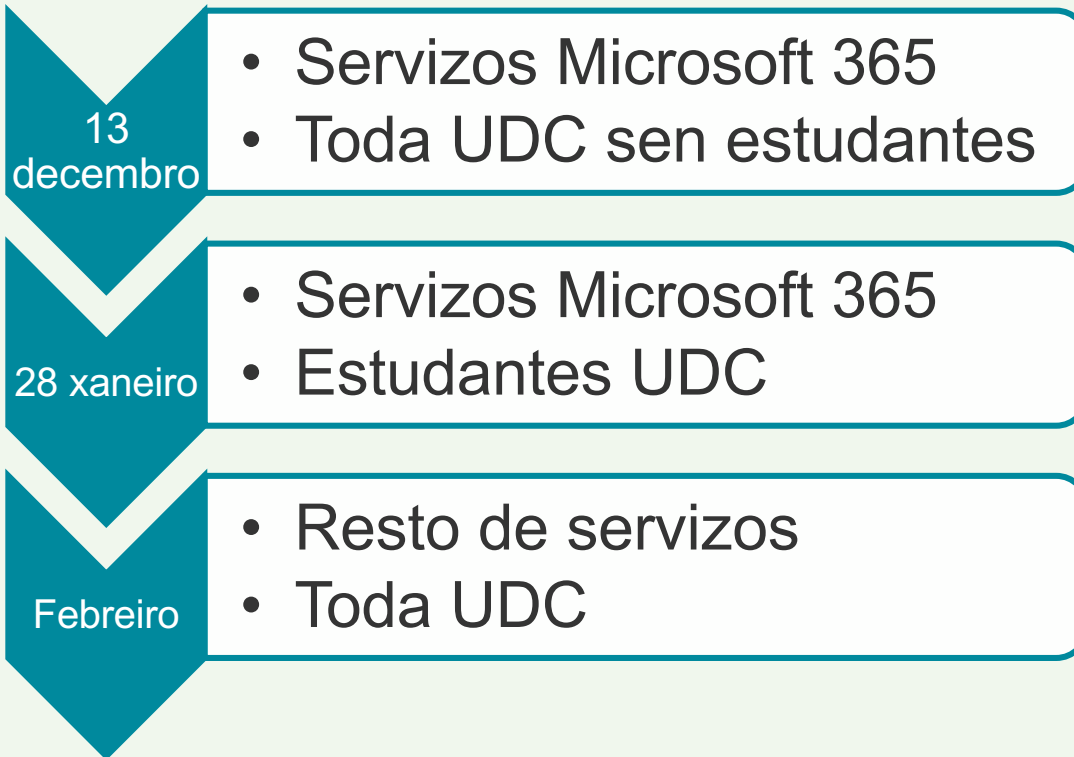 13
decembro
• Servizos Microsoft 365
• Toda UDC sen estudantes
28 xaneiro
• Servizos Microsoft 365
• Estudantes UDC
Febreiro
• Resto de servizos
• Toda UDC